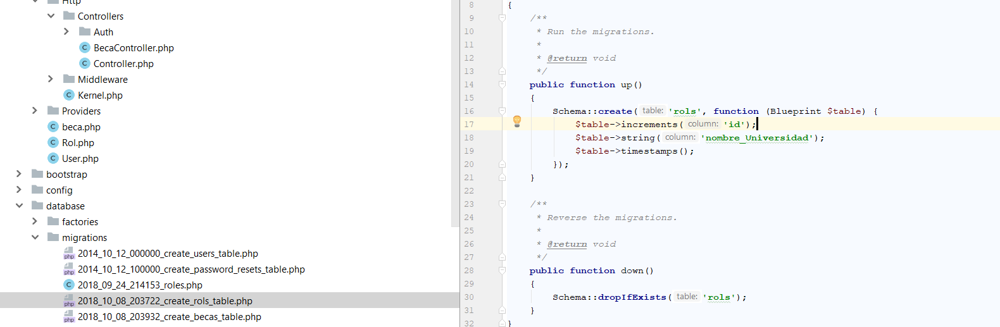 Http
Controllers
Auth
BecaController.php
Controller.php
Middleware
Kernel.php
Providers
beca.php
Rol.php
User.php
bootstrap
config
database
factories
migrations
2014_10_12_000000_create_users_table.php
2014_10_12_100000_create_password_resets_table.php
2018_09_24_214153_roles.php
2018_10_08_203722_create_rols_table.php
2018_10_08_203932_create_becas_table.php
8 {
9 /**
10 * Run the migrations.
11 *
12 * @return void
13 */
14 public function up()
15 {
16 Schema::create( table: 'rols', function (Blueprint $table) {
17 $table->increments( column: 'id');
18 $table->string( column: 'nombre_Universidad');
19 $table->timestamps();
20 });
21 }
22
23 /**
24 * Reverse the migrations.
25 *
26 * @return void
27 */
28 public function down()
29 {
30 Schema::dropIfExists( table: 'rols');
31 }
32 }